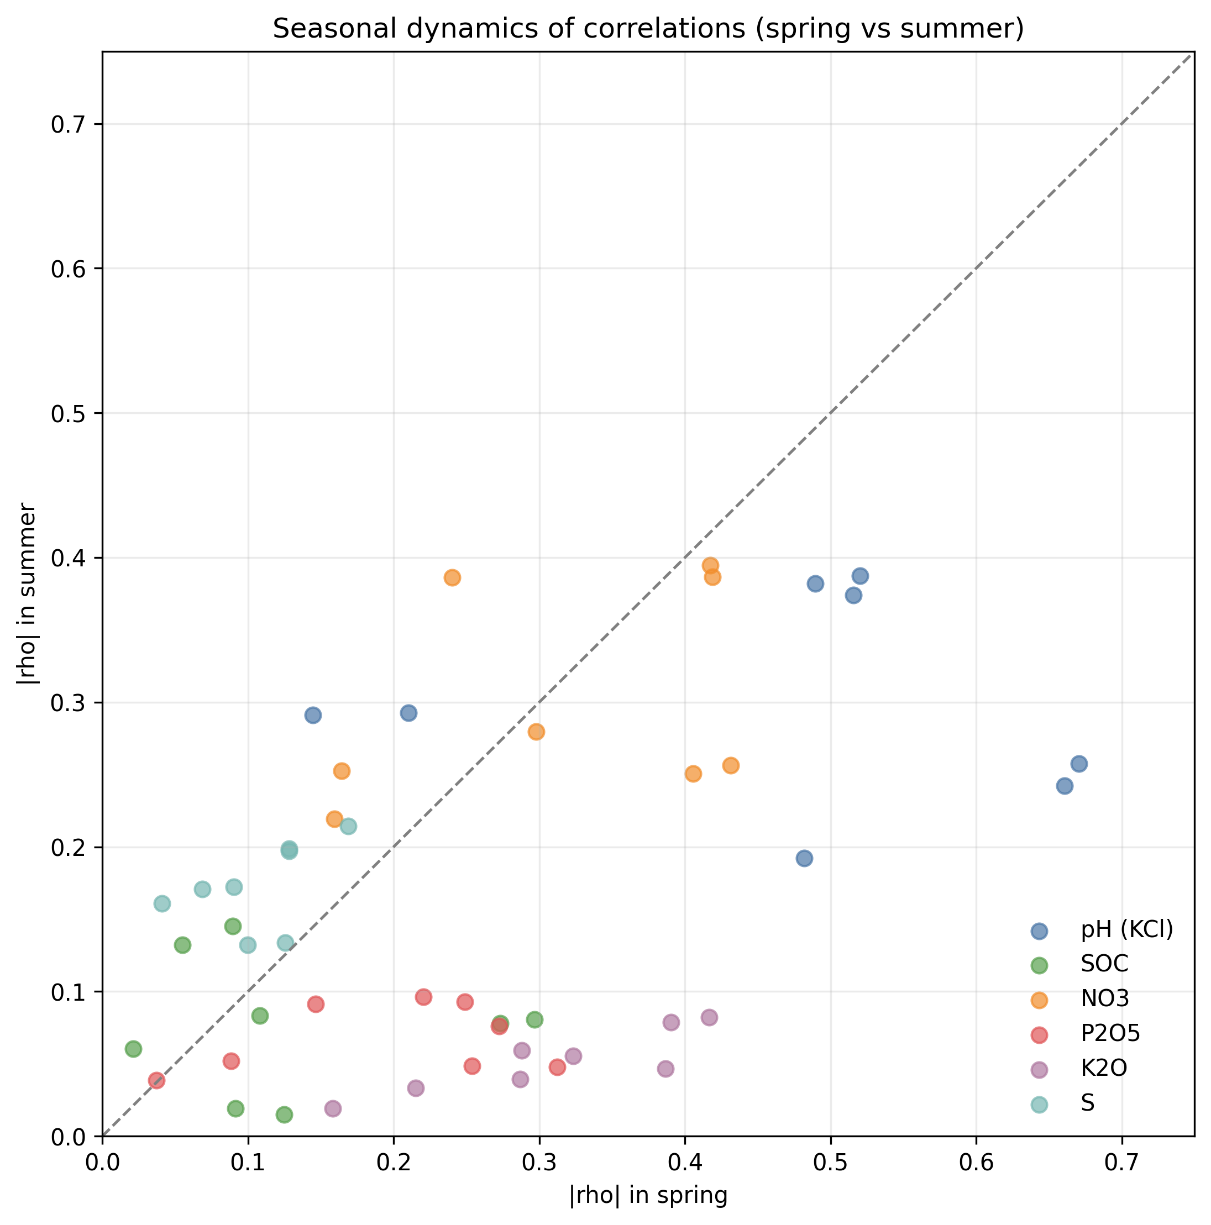 Seasonal dynamics of correlations (spring vs summer)
|rho| in summer
0.7
0.6
0.5
0.4
0.3
0.2
0.1
0.0
pH (KCl)
SOC
NO3
P2O5
K2O
S
0.0 0.1 0.2 0.3 0.4 0.5 0.6 0.7
|rho| in spring